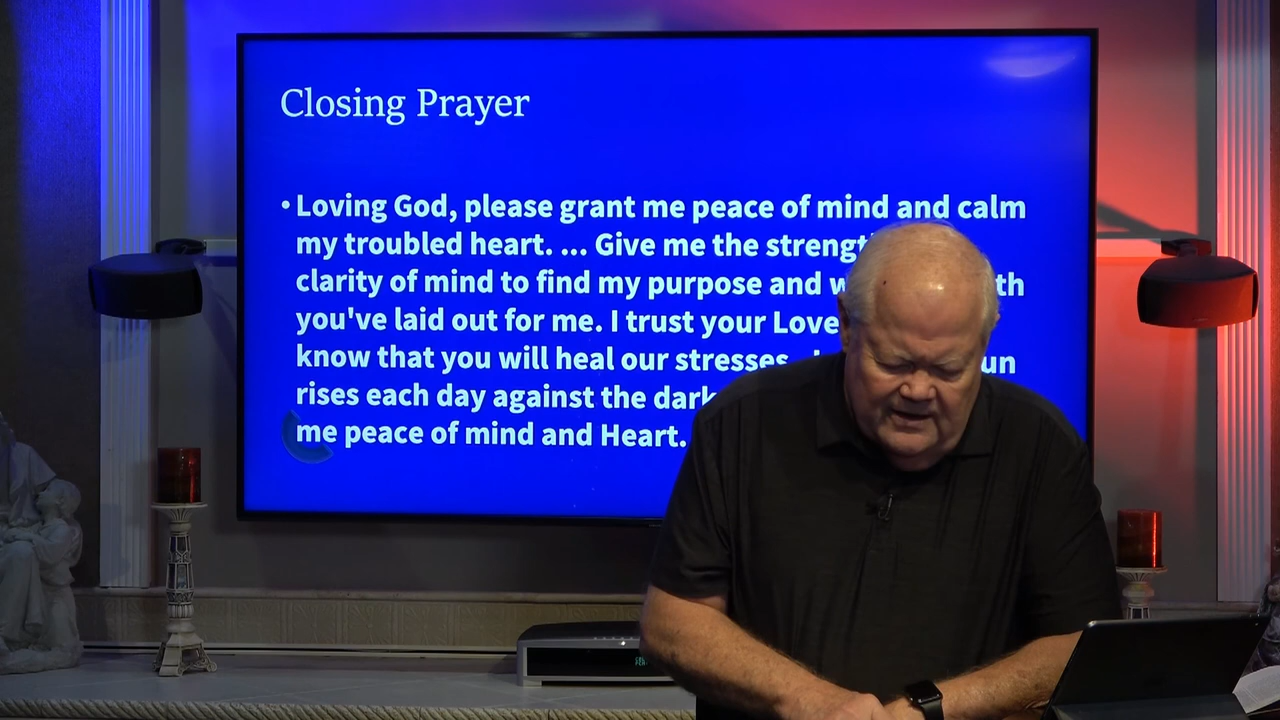 Closing Prayer
• Loving God, please grant me peace of mind and calm
my troubled heart. ... Give me the
clarity of mind to find my purpose and
you've laid out for me. I trust your Love
know that you will heal our stresses
rises each day against the
me peace of mind and Heart.